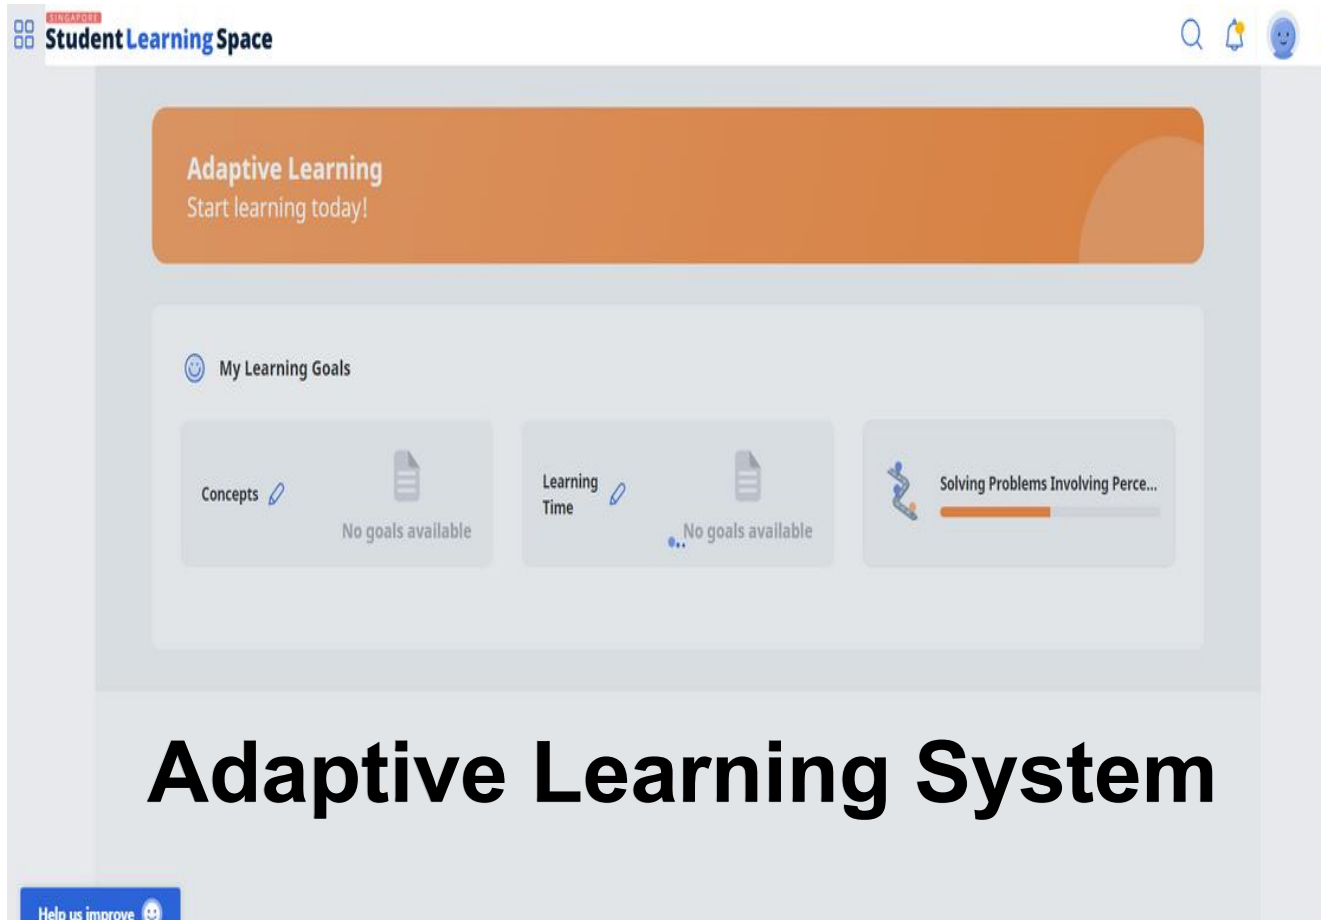 SINGAPORE
Student Learning Space
Adaptive Learning
Start learning today!
My Learning Goals
Concepts
No goals available
Learning
Time
No goals available
Solving Problems Involving Perce...
Adaptive Learning System
Help us improve